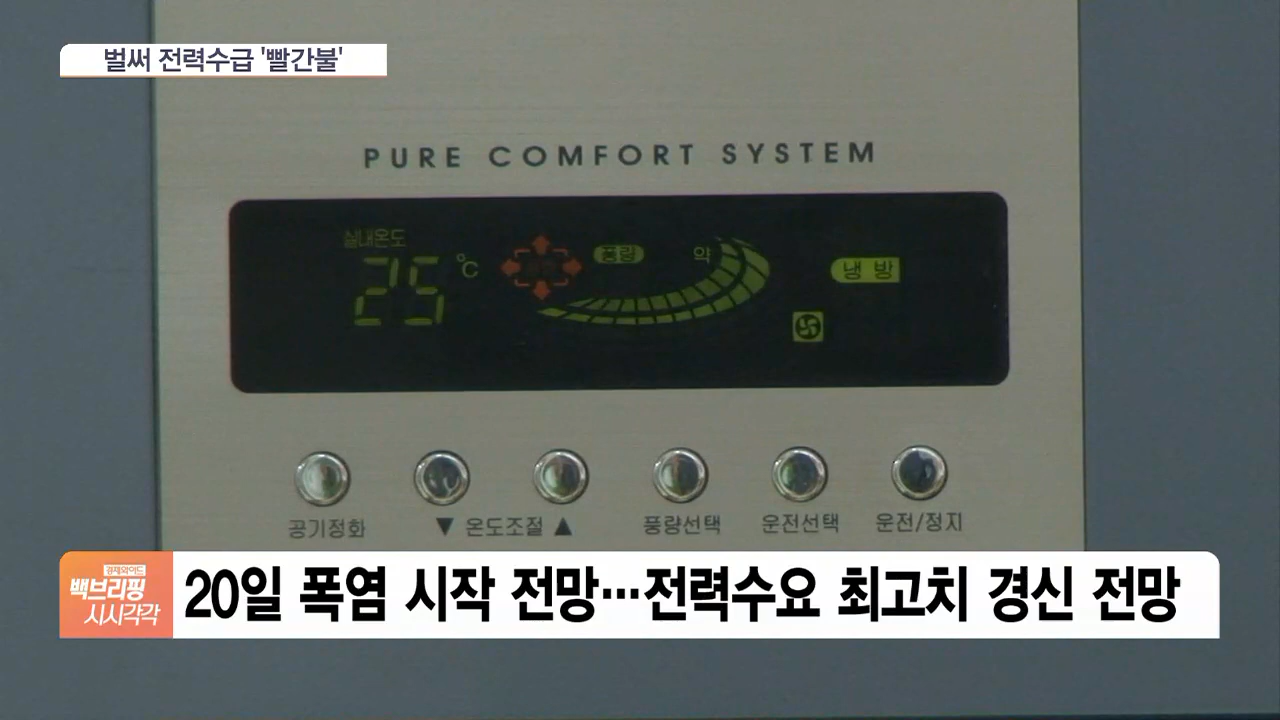 벌써 전력수급 '빨간불'
PURE COMFORT SYSTEM
실내온도
25 ℃
풍량
약
냉 방
공기정화
▼ 온도조절 ▲
풍량선택
운전선택
운전/정지
경제와이드
백브리핑
시시각각
20일 폭염 시작 전망…전력수요 최고치 경신 전망